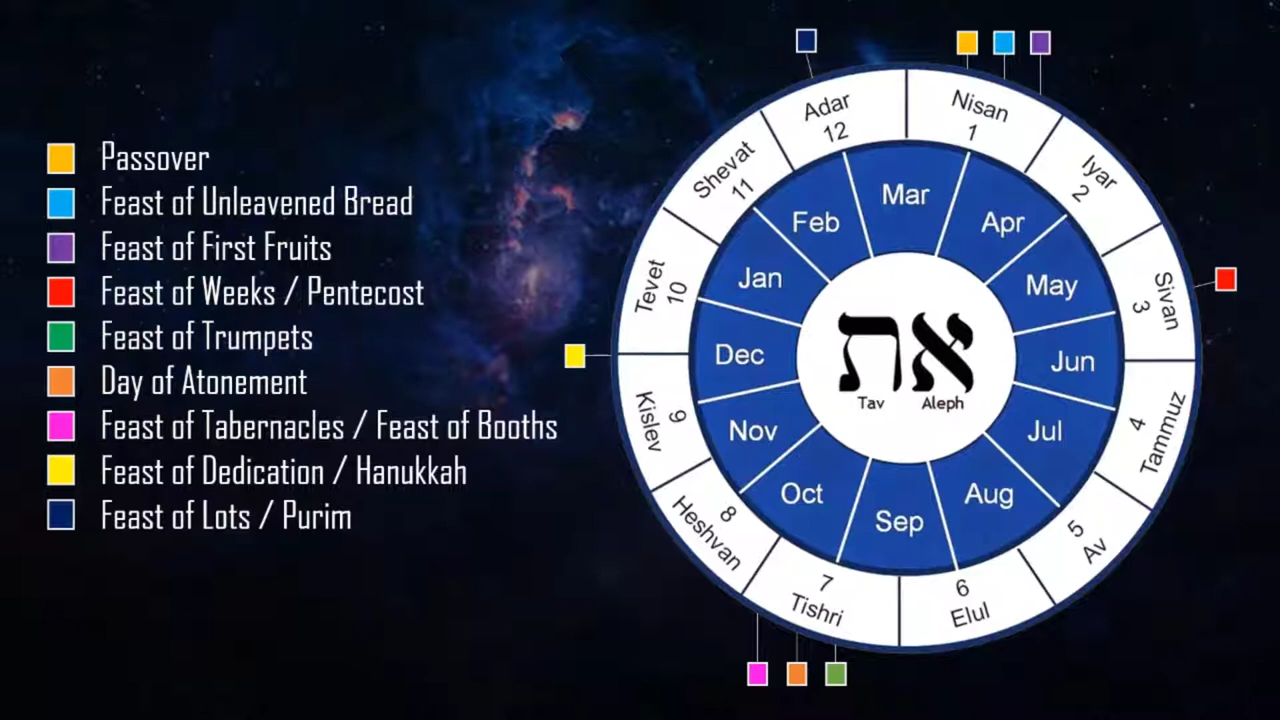 Passover
Feast of Unleavened Bread
Feast of First Fruits
Feast of Weeks / Pentecost
Feast of Trumpets
Day of Atonement
Feast of Tabernacles / Feast of Booths
Feast of Dedication / Hanukkah
Feast of Lots / Purim
Nisan
1
Iyar
2
Sivan
3
Tammuz
4
Av
5
Elul
6
Tishri
7
Heshvan
8
Kislev
9
Tevet
10
Shevat
11
Adar
12
Mar
Apr
May
Jun
Jul
Aug
Sep
Oct
Nov
Dec
Jan
Feb
את
Tav Aleph